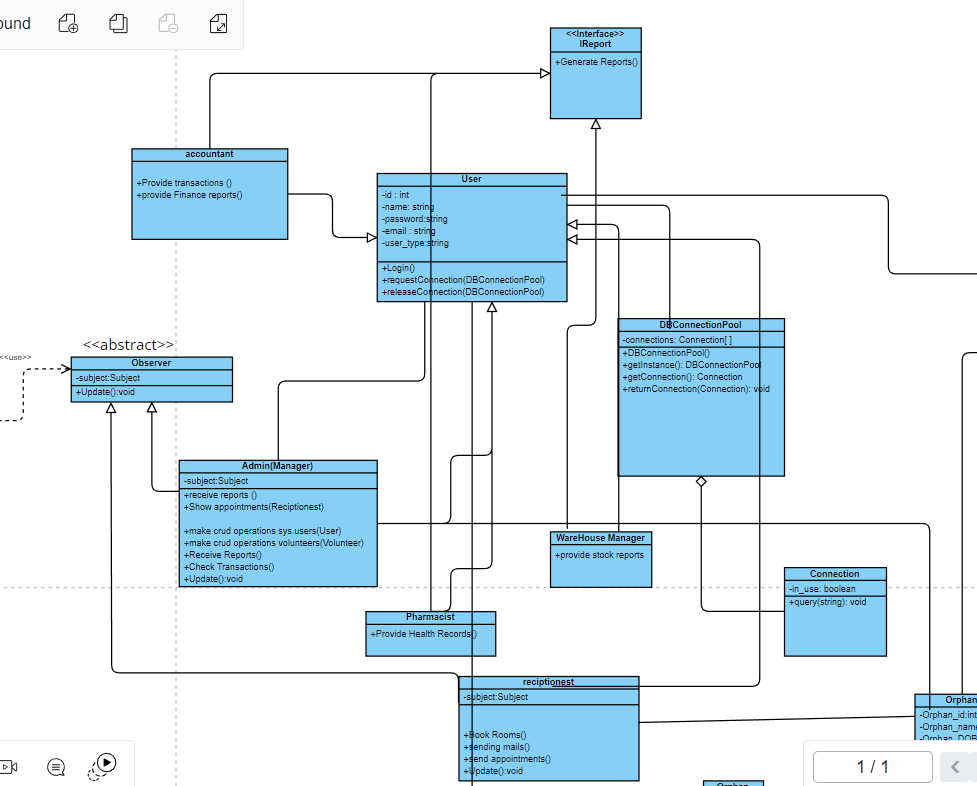 ound
<<Interface>>
IReport
+Generate Reports()
accountant
+Provide transactions ()
+provide Finance reports()
User
-id : int
-name: string
-password:string
-email : string
-user_type:string
+Login()
+requestConnection(DBConnectionPool)
+releaseConnection(DBConnectionPool)
DBConnectionPool
-connections: Connection[ ]
+DBConnectionPool()
+getInstance(): DBConnectionPool
+getConnection(): Connection
+returnConnection(Connection): void
<<use>>
<<abstract>>
Observer
-subject:Subject
+Update():void
Admin(Manager)
-subject:Subject
+receive reports ()
+Show appointments(Reciptionest)
+make crud operations sys.users(User)
+make crud operations volunteers(Volunteer)
+Receive Reports()
+Check Transactions()
+Update():void
WareHouse Manager
+provide stock reports
Connection
-in_use: boolean
+query(string): void
Pharmacist
+Provide Health Records()
reciptionest
-subject:Subject
+Book Rooms()
+sending mails()
+send appointments()
+Update():void
Orphan
-Orphan_id:int
-Orphan_name
-Orphan_DOB
Orphan
1 / 1